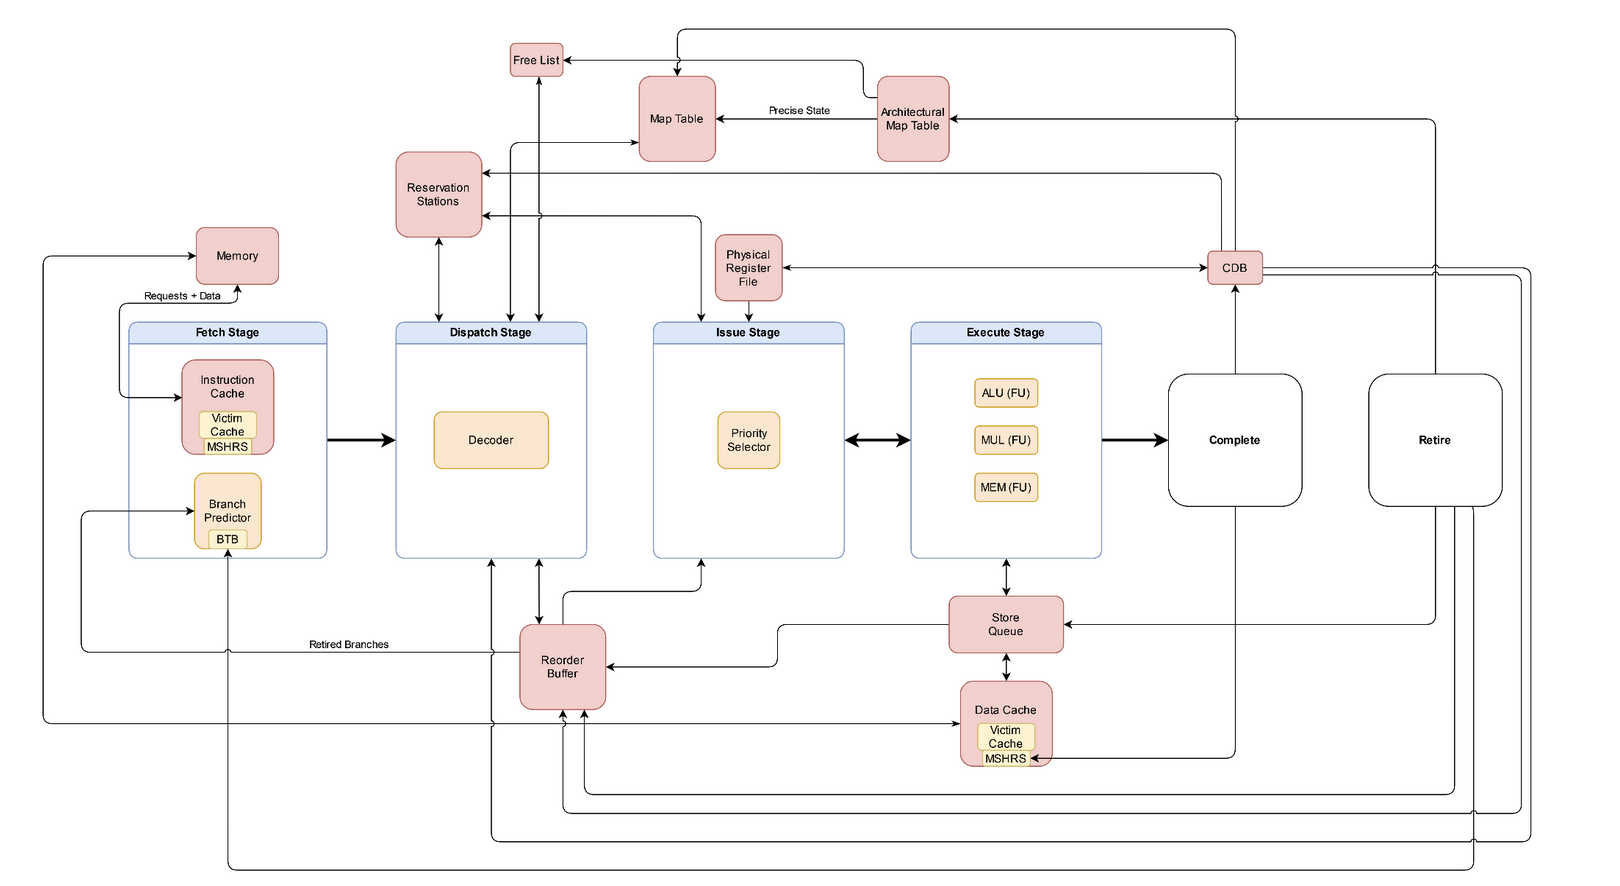 Free List
Map Table
Precise State
Architectural
Map Table
Reservation
Stations
Memory
Physical
Register
File
CDB
Requests + Data
Fetch Stage
Dispatch Stage
Issue Stage
Execute Stage
Instruction
Cache
Victim
Cache
MSHRS
Decoder
Priority
Selector
ALU (FU)
MUL (FU)
MEM (FU)
Complete
Retire
Branch
Predictor
BTB
Retired Branches
Reorder
Buffer
Store
Queue
Data Cache
Victim
Cache
MSHRS